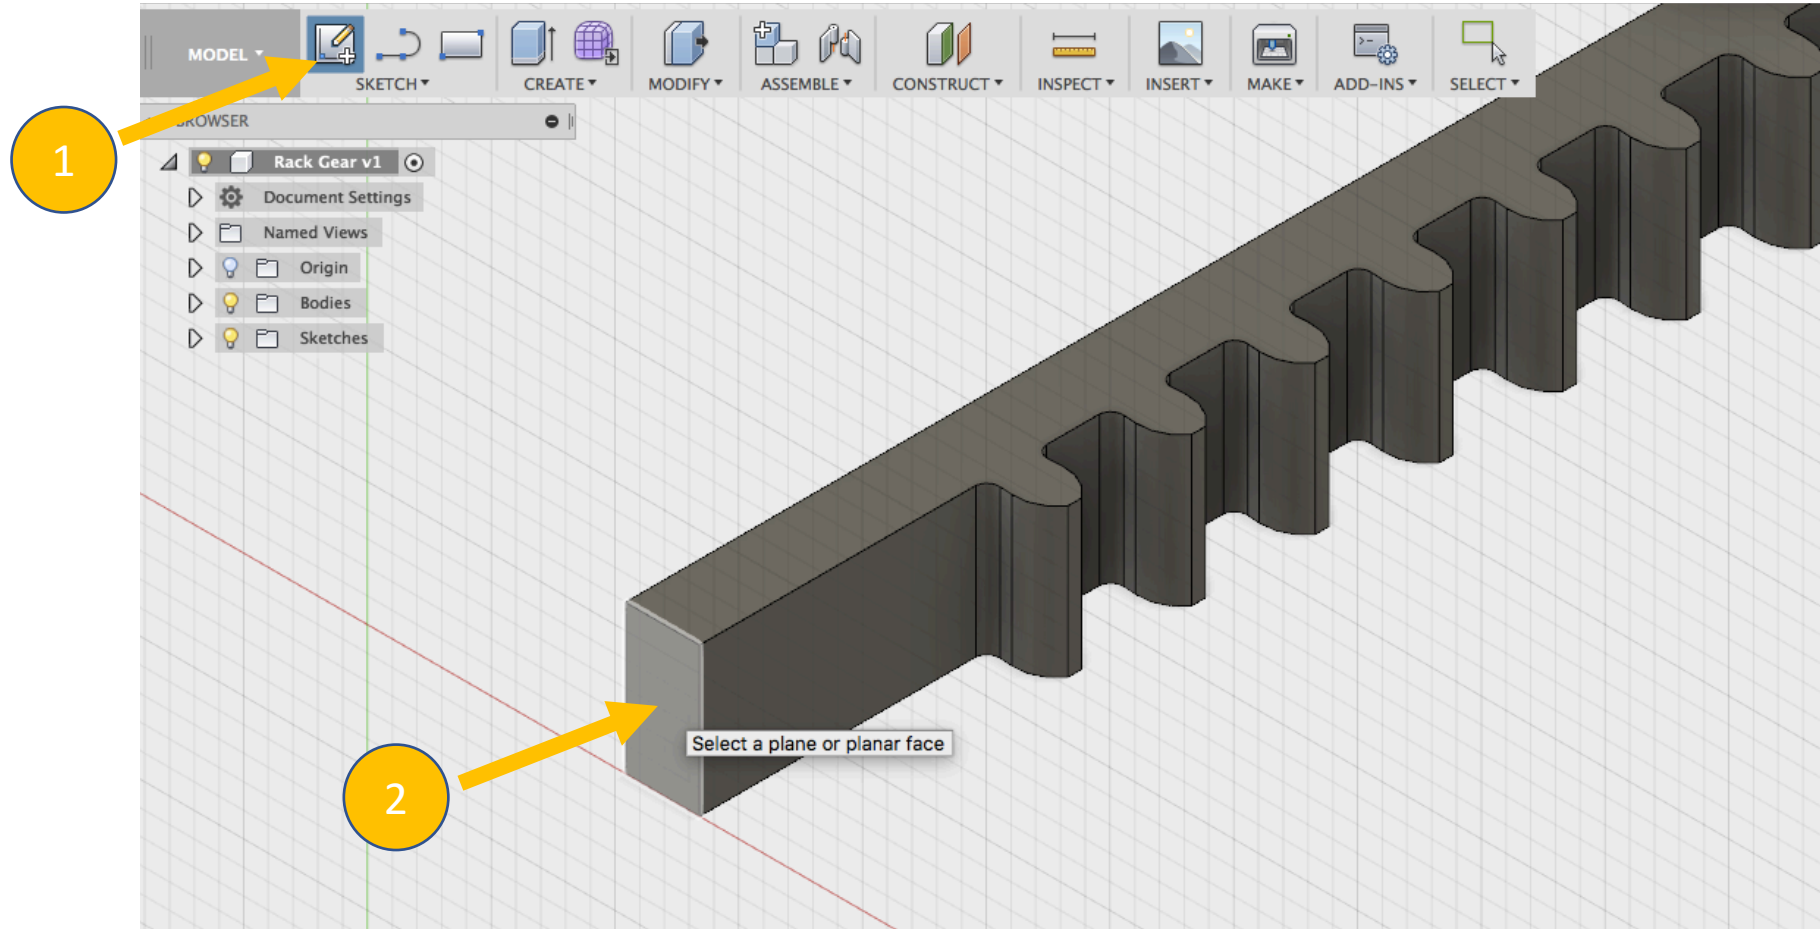 MODEL
SKETCH CREATE MODIFY ASSEMBLE CONSTRUCT INSPECT INSERT MAKE ADD-INS SELECT
1
Rack Gear v1
Document Settings
Named Views
Origin
Bodies
Sketches
Select a plane or planar face
2